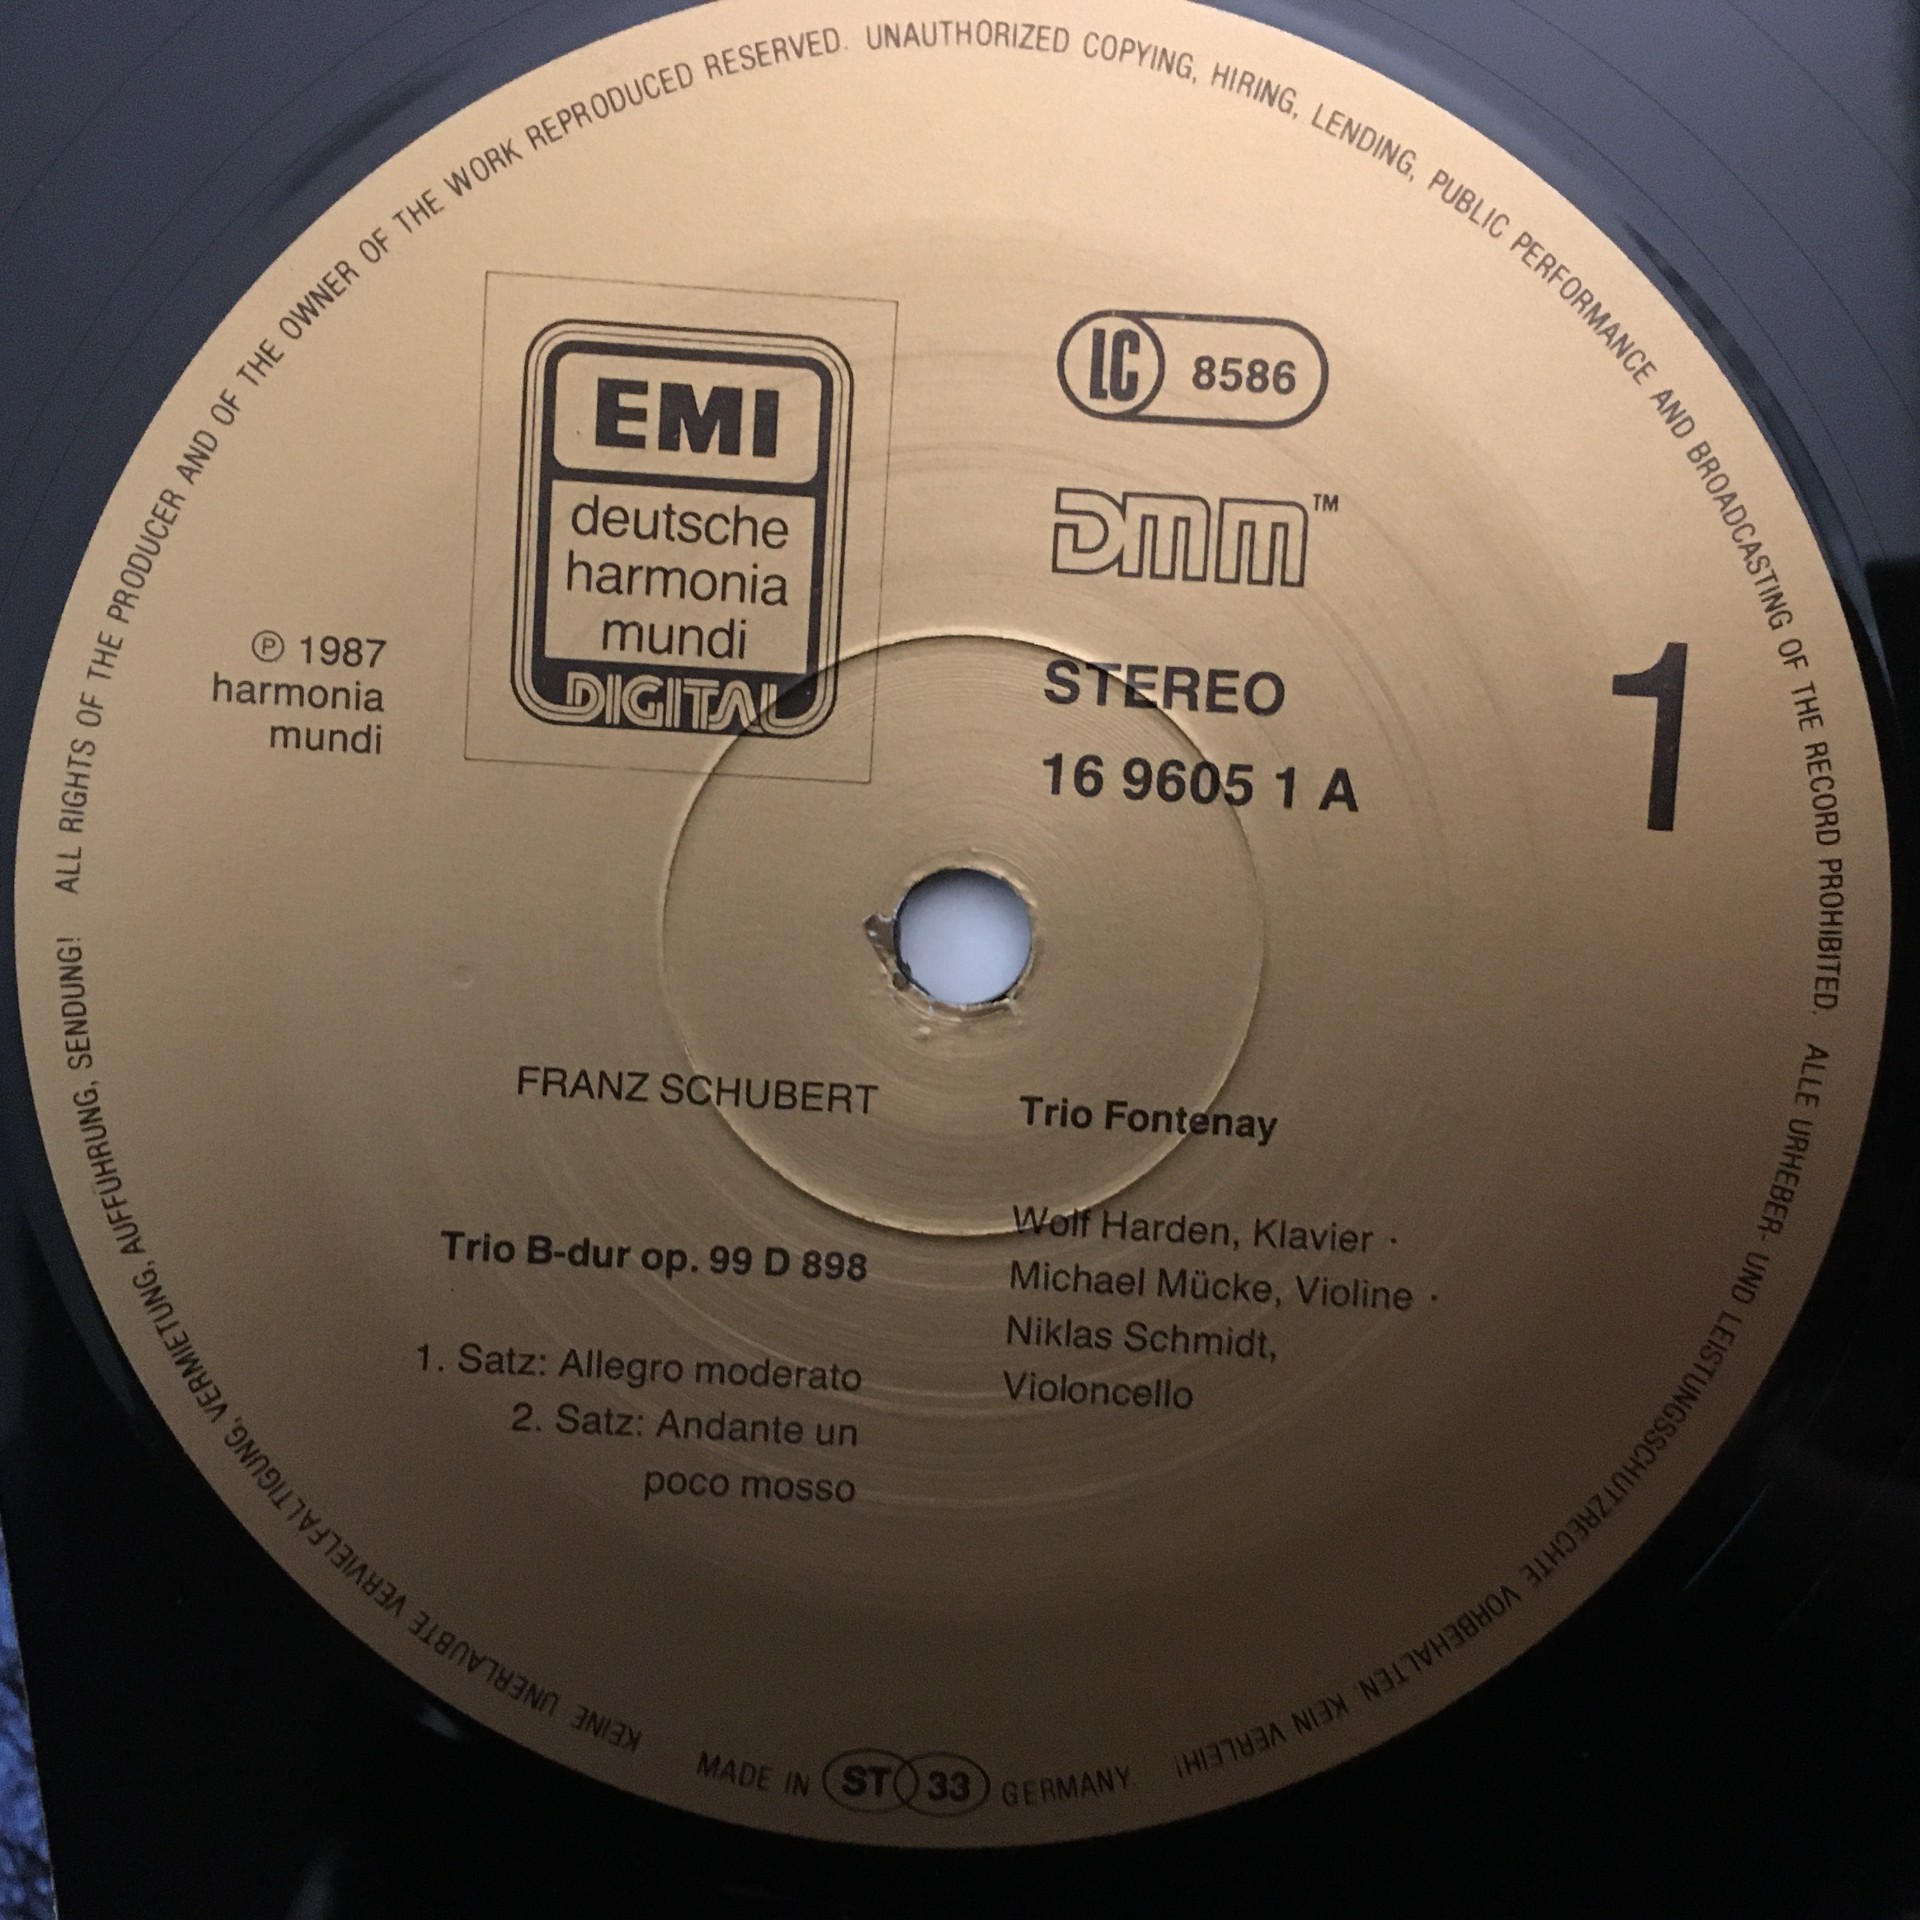 ALL RIGHTS OF THE PRODUCER AND OF THE OWNER OF THE WORK REPRODUCED RESERVED. UNAUTHORIZED COPYING, HIRING, LENDING, PUBLIC PERFORMANCE AND BROADCASTING OF THE RECORD PROHIBITED.
ALLE URHEBER- UND LEISTUNGSSCHUTZRECHTE VORBEHALTEN. KEIN VERLEIH!
KEINE UNERLAUBTE VERVIELFÄLTIGUNG, VERMIETUNG, AUFFÜHRUNG, SENDUNG!
EMI
deutsche
harmonia
mundi
DIGITAL
℗ 1987
harmonia
mundi
LC 8586
DMM™
STEREO
16 9605 1 A
1
FRANZ SCHUBERT
Trio B-dur op. 99 D 898
1. Satz: Allegro moderato
2. Satz: Andante un
poco mosso
Trio Fontenay
Wolf Harden, Klavier ·
Michael Mücke, Violine ·
Niklas Schmidt,
Violoncello
MADE IN ST 33 GERMANY.